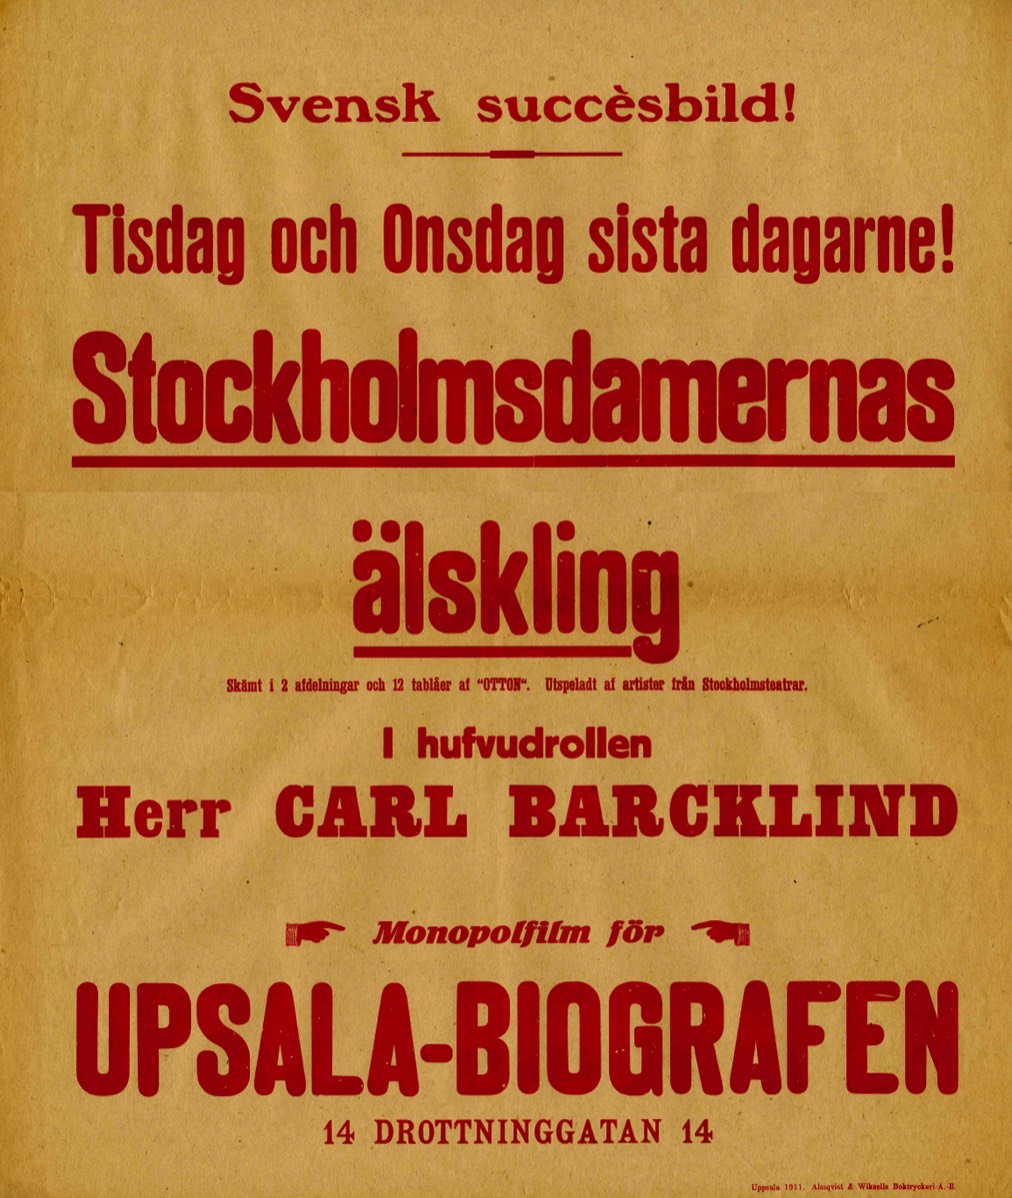 Svensk succèsbild!
Tisdag och Onsdag sista dagarne!
Stockholmsdamernas
älskling
Skämt i 2 afdelningar och 12 tablåer af "OTTON". Utspeladt af artister från Stockholmsteatrar.
I hufvudrollen
Herr CARL BARCKLIND
Monopolfilm för
UPSALA-BIOGRAFEN
14 DROTTNINGGATAN 14
Uppsala 1911. Almqvist & Wiksells Boktryckeri-A.-B.